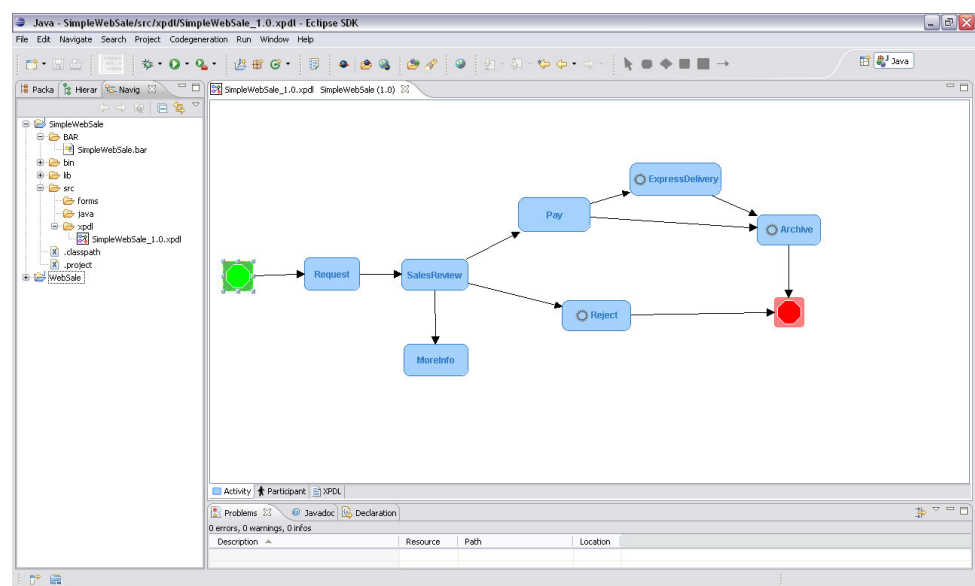 Java - SimpleWebSale/src/xpdl/SimpleWebSale_1.0.xpdl - Eclipse SDK
File Edit Navigate Search Project Codegeneration Run Window Help
Java
Packa Hierar Navig
SimpleWebSale_1.0.xpdl SimpleWebSale (1.0)
SimpleWebSale
BAR
SimpleWebSale.bar
bin
lib
src
forms
java
xpdl
SimpleWebSale_1.0.xpdl
.classpath
.project
WebSale
ExpressDelivery
Pay
Archive
Request
SalesReview
Reject
MoreInfo
Activity Participant XPDL
Problems Javadoc Declaration
0 errors, 0 warnings, 0 infos
Description Resource Path Location